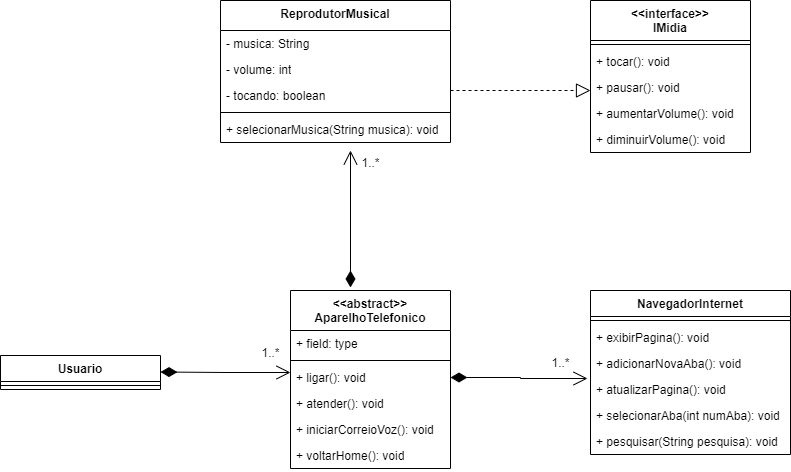 ReprodutorMusical
- musica: String
- volume: int
- tocando: boolean
+ selecionarMusica(String musica): void
<<interface>>
IMidia
+ tocar(): void
+ pausar(): void
+ aumentarVolume(): void
+ diminuirVolume(): void
1..*
<<abstract>>
AparelhoTelefonico
+ field: type
+ ligar(): void
+ atender(): void
+ iniciarCorreioVoz(): void
+ voltarHome(): void
NavegadorInternet
+ exibirPagina(): void
+ adicionarNovaAba(): void
+ atualizarPagina(): void
+ selecionarAba(int numAba): void
+ pesquisar(String pesquisa): void
1..*
1..*
Usuario